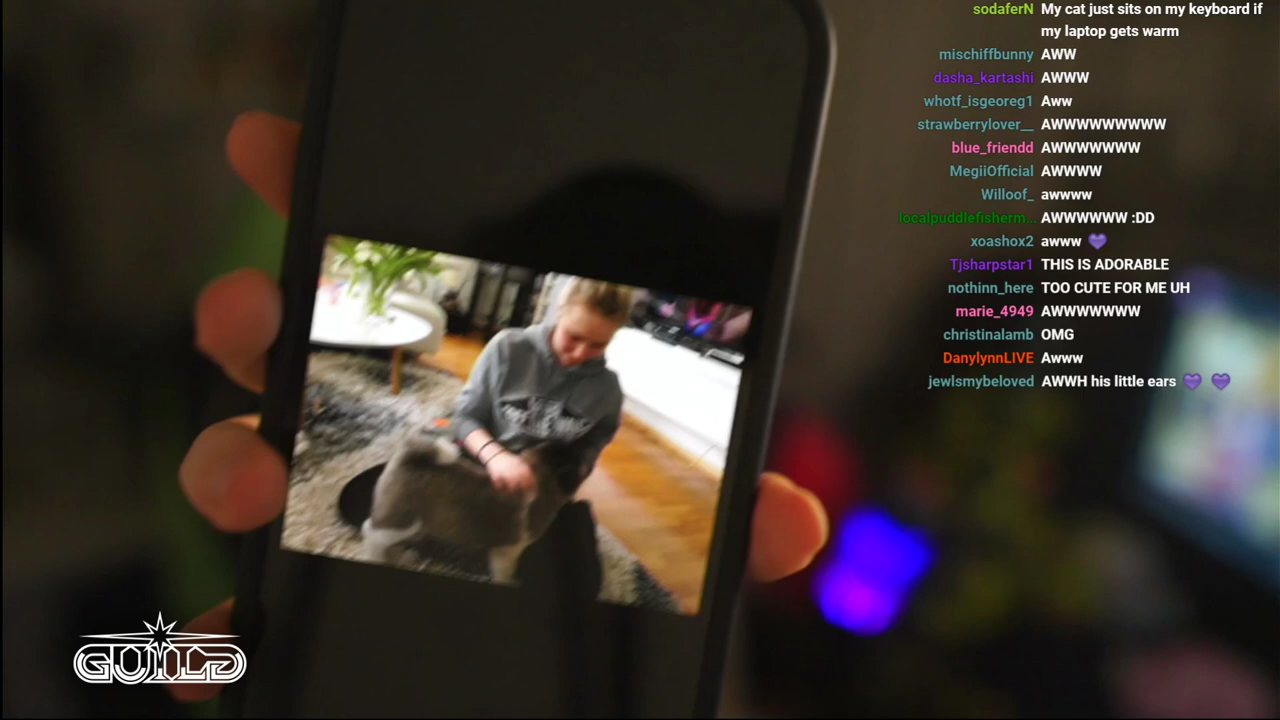 sodaferN My cat just sits on my keyboard if
my laptop gets warm
mischiffbunny AWW
dasha_kartashi AWWW
whotf_isgeoreg1 Aww
strawberrylover__ AWWWWWWWWW
blue_friendd AWWWWWWW
MegiiOfficial AWWWW
Willoof_ awwww
localpuddlefisherm... AWWWWWW :DD
xoashox2 awww 💜
Tjsharpstar1 THIS IS ADORABLE
nothinn_here TOO CUTE FOR ME UH
marie_4949 AWWWWWWW
christinalamb OMG
DanylynnLIVE Awww
jewlsmybeloved AWWH his little ears 💜 💜
GUILD